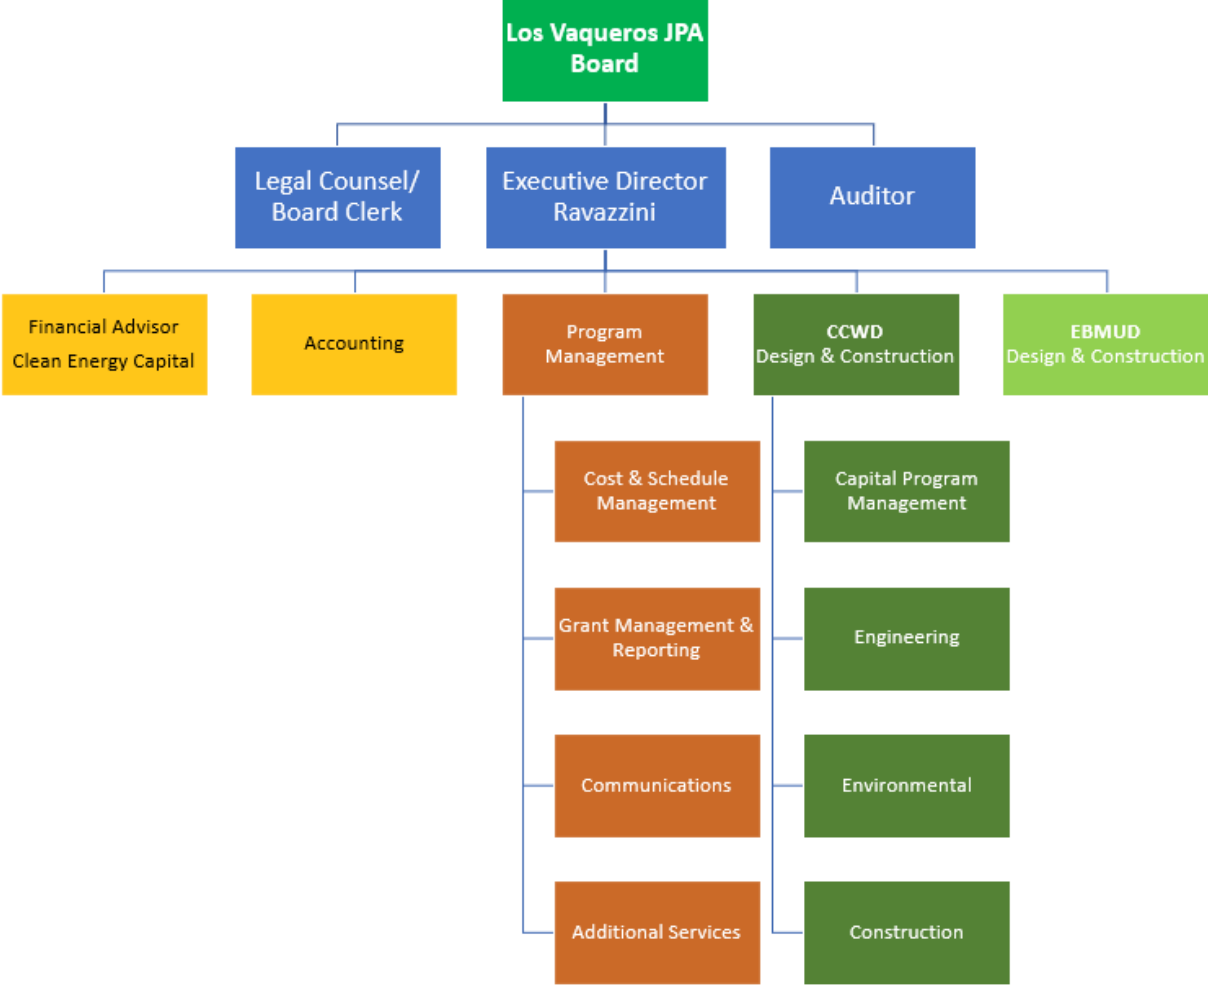 Los Vaqueros JPA
Board
Legal Counsel/
Board Clerk
Executive Director
Ravazzini
Auditor
Financial Advisor
Clean Energy Capital
Accounting
Program
Management
CCWD
Design & Construction
EBMUD
Design & Construction
Cost & Schedule
Management
Capital Program
Management
Grant Management &
Reporting
Engineering
Communications
Environmental
Additional Services
Construction